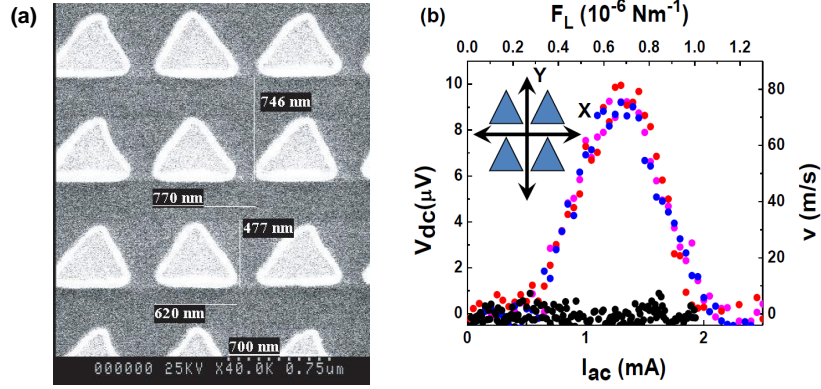 (a)
746 nm
770 nm
477 nm
620 nm
700 nm
000000 25KV X40.0K 0.75um
(b)
F_L (10^-6 Nm^-1)
0.0 0.2 0.4 0.6 0.8 1.0 1.2
Y
X
10
8
6
4
2
0
V_dc(μV)
80
60
40
20
0
v (m/s)
0 1 2
I_ac (mA)